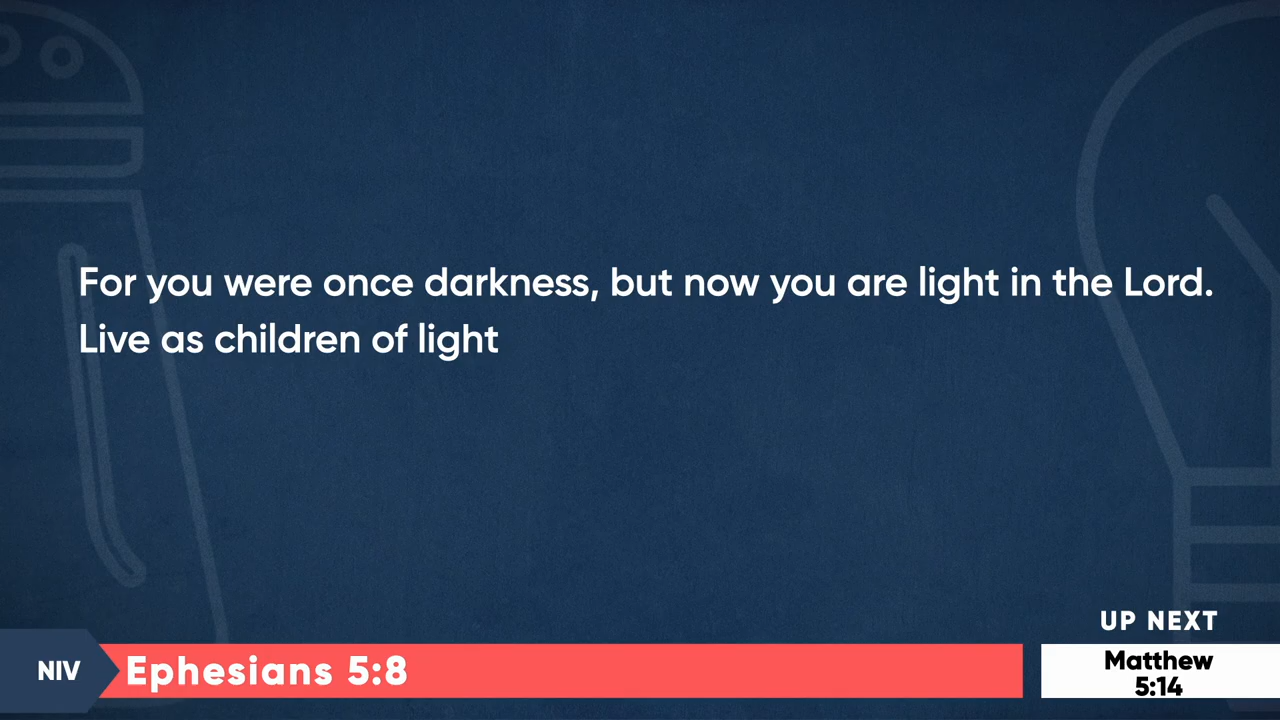 For you were once darkness, but now you are light in the Lord.
Live as children of light
UP NEXT
NIV
Ephesians 5:8
Matthew
5:14